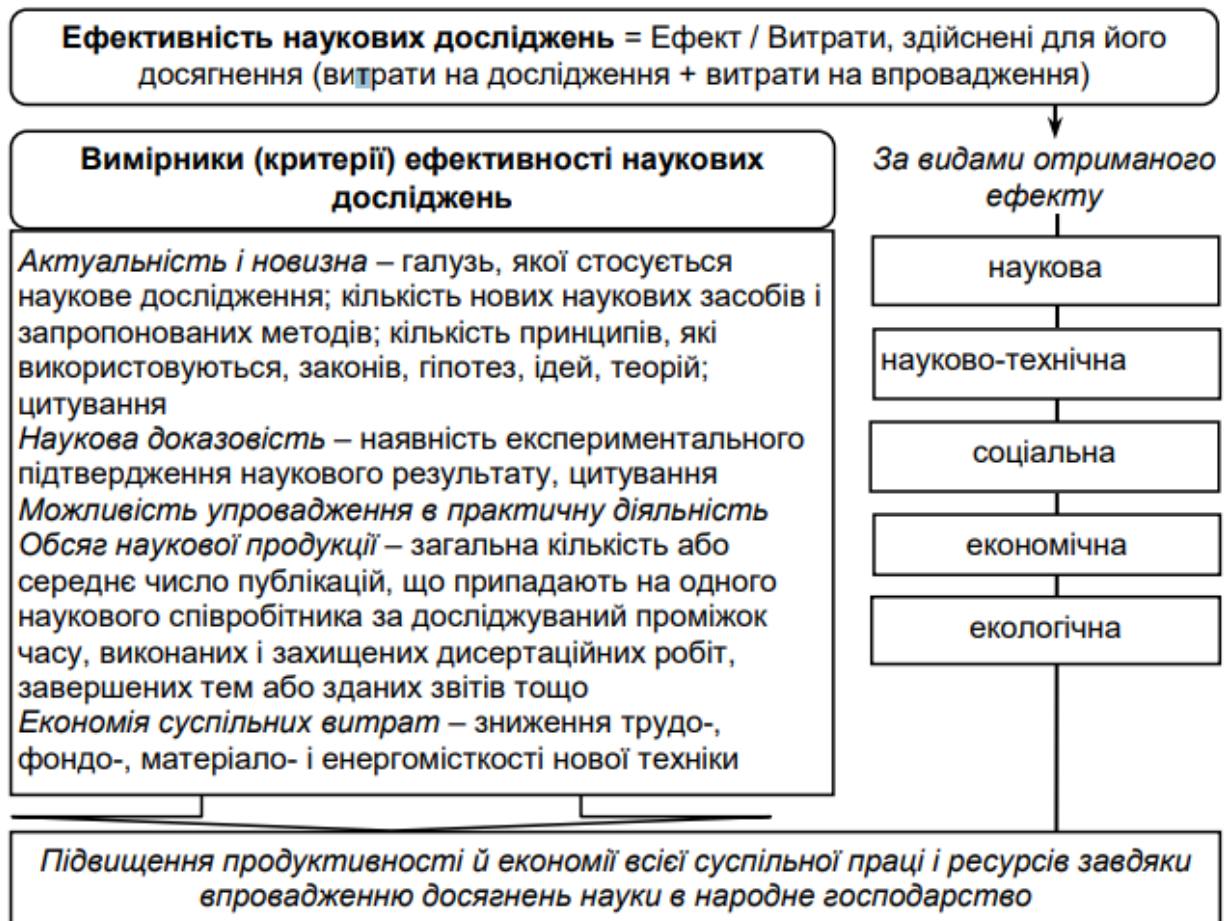 Ефективність наукових досліджень = Ефект / Витрати, здійснені для його
досягнення (витрати на дослідження + витрати на впровадження)
Вимірники (критерії) ефективності наукових
досліджень
Актуальність і новизна – галузь, якої стосується
наукове дослідження; кількість нових наукових засобів і
запропонованих методів; кількість принципів, які
використовуються, законів, гіпотез, ідей, теорій;
цитування
Наукова доказовість – наявність експериментального
підтвердження наукового результату, цитування
Можливість упровадження в практичну діяльність
Обсяг наукової продукції – загальна кількість або
середнє число публікацій, що припадають на одного
наукового співробітника за досліджуваний проміжок
часу, виконаних і захищених дисертаційних робіт,
завершених тем або зданих звітів тощо
Економія суспільних витрат – зниження трудо-,
фондо-, матеріало- і енергомісткості нової техніки
За видами отриманого
ефекту
наукова
науково-технічна
соціальна
економічна
екологічна
Підвищення продуктивності й економії всієї суспільної праці і ресурсів завдяки
впровадженню досягнень науки в народне господарство